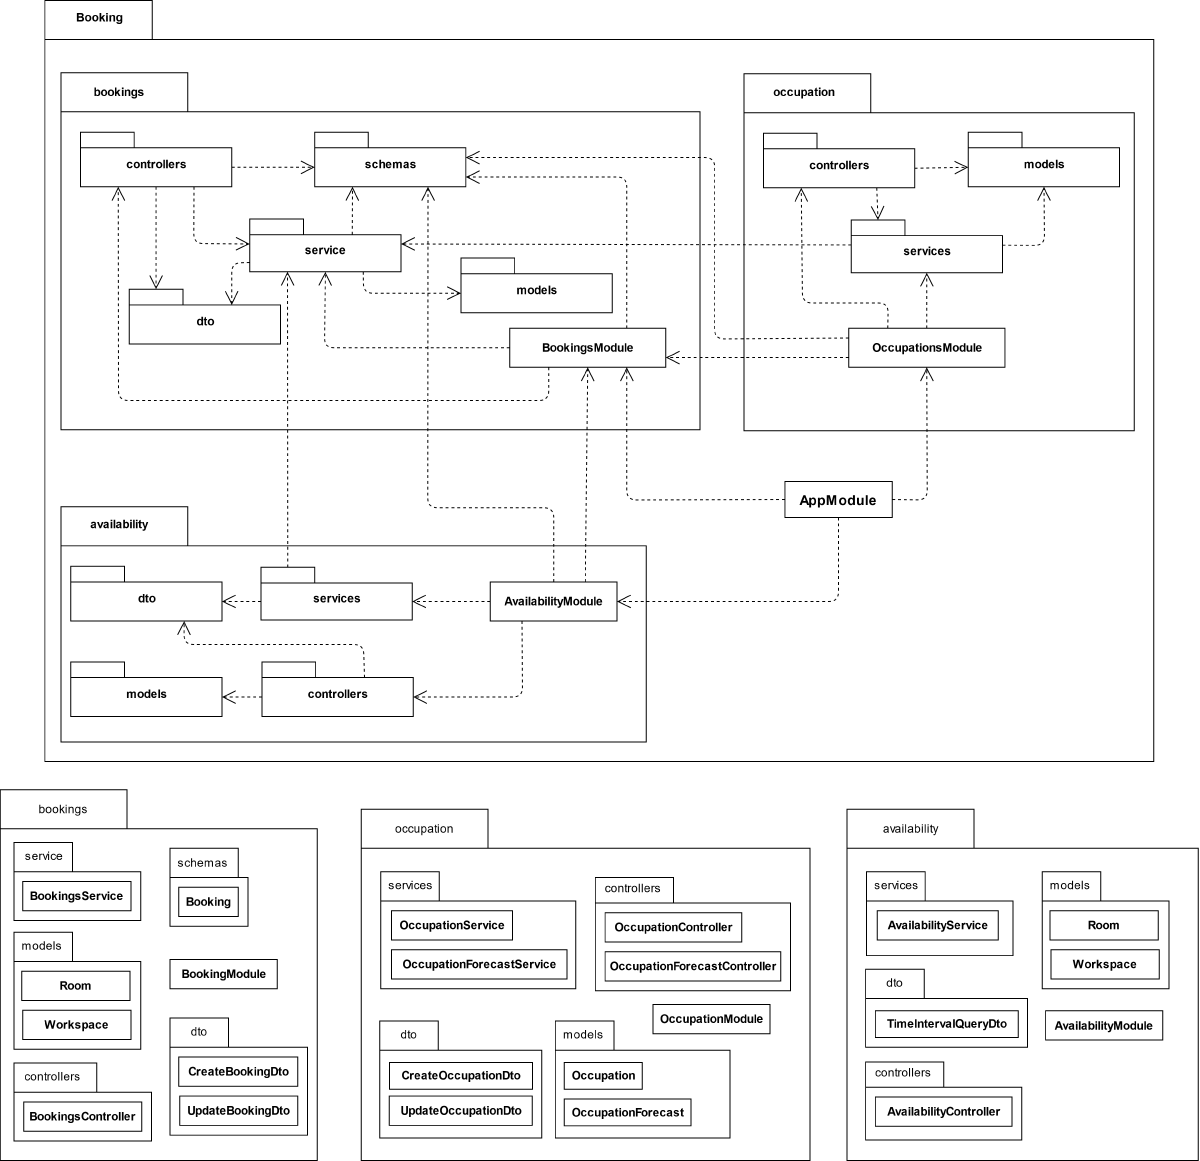 Booking
bookings
occupation
controllers
schemas
controllers
models
service
services
models
dto
BookingsModule
OccupationsModule
AppModule
availability
dto
services
AvailabilityModule
models
controllers
bookings
service
BookingsService
schemas
Booking
models
Room
Workspace
BookingModule
dto
CreateBookingDto
UpdateBookingDto
controllers
BookingsController
occupation
services
OccupationService
OccupationForecastService
controllers
OccupationController
OccupationForecastController
OccupationModule
dto
CreateOccupationDto
UpdateOccupationDto
models
Occupation
OccupationForecast
availability
services
AvailabilityService
models
Room
Workspace
dto
TimeIntervalQueryDto
AvailabilityModule
controllers
AvailabilityController